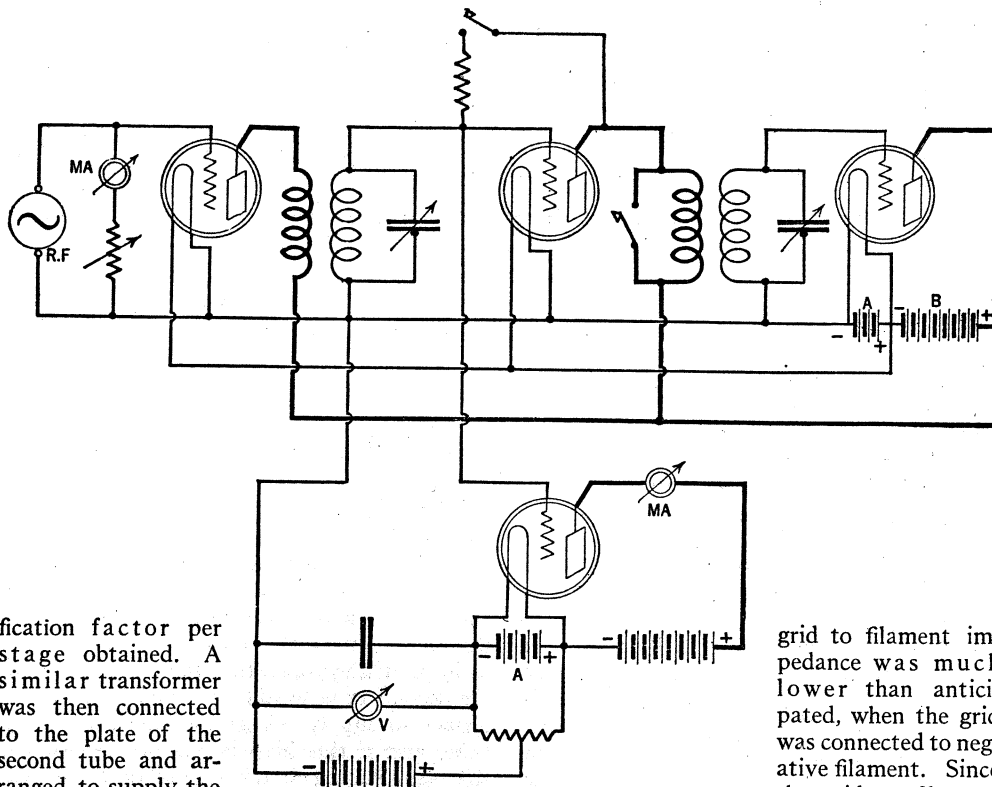 MA
R.F
A
B
-
+
-
+
MA
-
+
A
-
+
V
-
+
fication factor per
stage obtained. A
similar transformer
was then connected
to the plate of the
second tube and ar-
ranged to supply the
grid to filament im-
pedance was much
lower than antici-
pated, when the grid
was connected to neg-
ative filament. Since